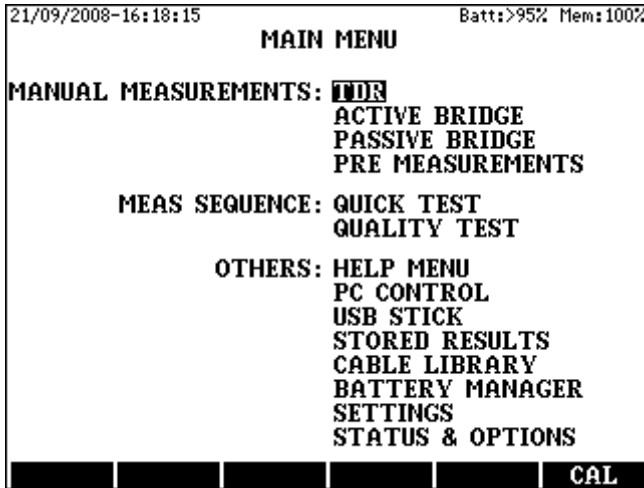 21/09/2008-16:18:15 Batt:>95% Mem:100%
MAIN MENU
MANUAL MEASUREMENTS: TDR
ACTIVE BRIDGE
PASSIVE BRIDGE
PRE MEASUREMENTS
MEAS SEQUENCE: QUICK TEST
QUALITY TEST
OTHERS: HELP MENU
PC CONTROL
USB STICK
STORED RESULTS
CABLE LIBRARY
BATTERY MANAGER
SETTINGS
STATUS & OPTIONS
CAL